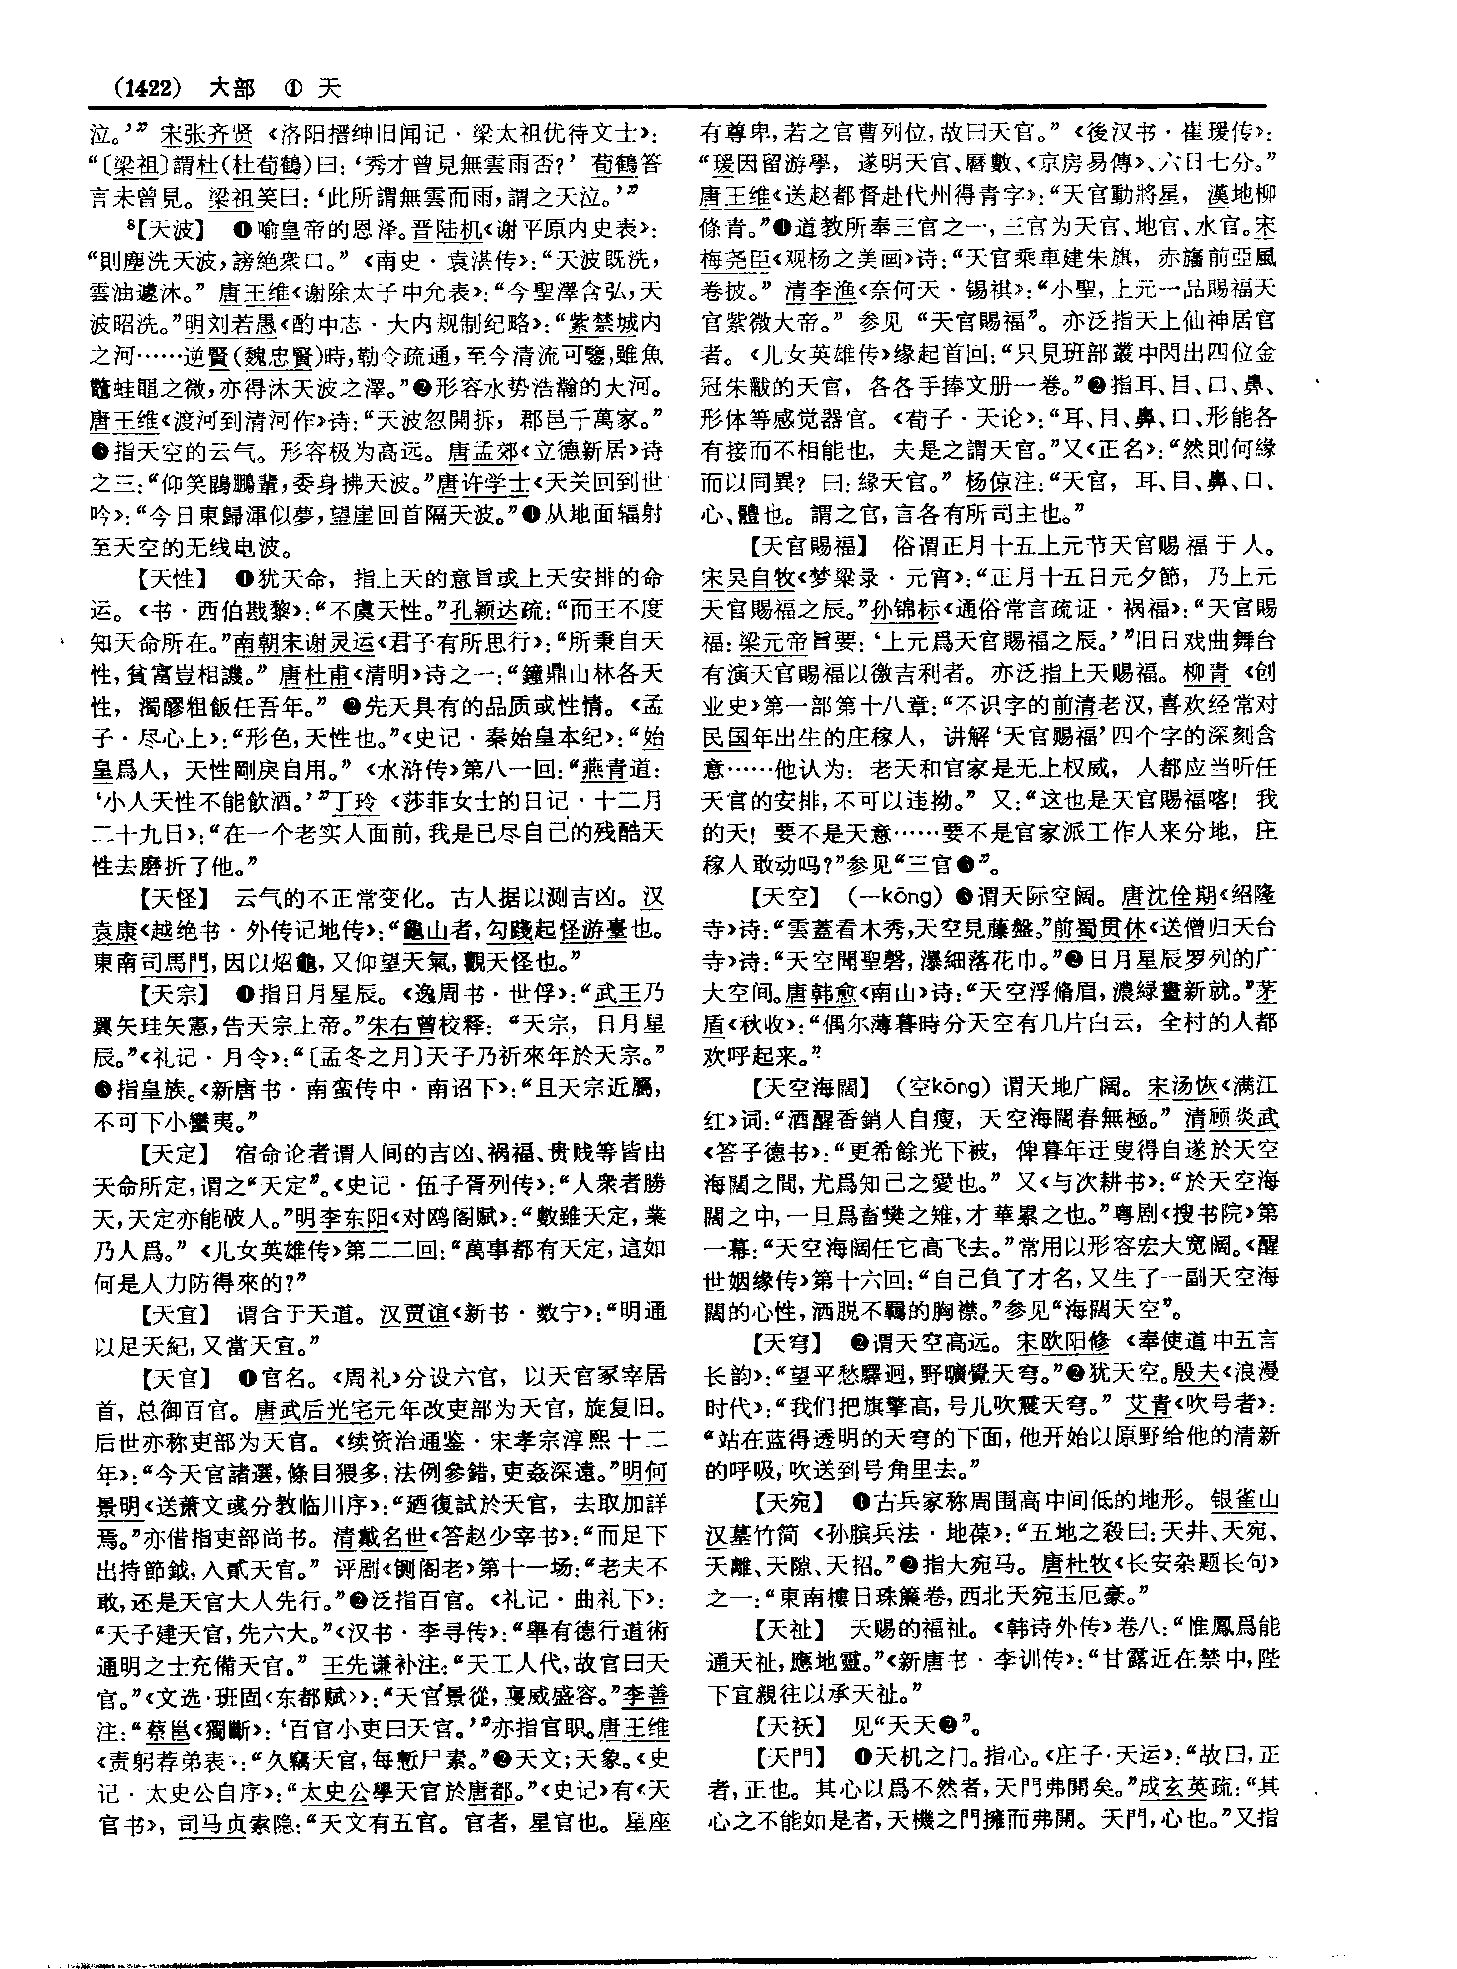 (1422) 大部 ① 天
泣。’” 宋张齐贤《洛阳搢绅旧闻记·梁太祖优待文士》：
“〔梁祖〕謂杜(杜荀鶴)曰：‘秀才曾見無雲雨否？’ 荀鶴答
言未曾見。梁祖笑曰：‘此所謂無雲而雨，謂之天泣。’”
8【天波】 ❶喻皇帝的恩泽。晋陆机《谢平原内史表》：
“則塵洗天波，謗絶衆口。”《南史·袁湛传》：“天波既洗，
雲油遽沐。” 唐王维《谢除太子中允表》：“今聖澤含弘，天
波昭洗。”明刘若愚《酌中志·大内规制纪略》：“紫禁城内
之河……逆賢(魏忠賢)時，勒令疏通，至今清流可鑒，雖魚
鼈蛙黽之微，亦得沐天波之澤。”❷形容水势浩瀚的大河。
唐王维《渡河到清河作》诗：“天波忽開拆，郡邑千萬家。”
❸指天空的云气。形容极为高远。唐孟郊《立德新居》诗
之三：“仰笑鵾鵬輩，委身拂天波。”唐许学士《天关回到世
吟》：“今日東歸渾似夢，望崖回首隔天波。”❹从地面辐射
至天空的无线电波。
【天性】 ❶犹天命，指上天的意旨或上天安排的命
运。《书·西伯戡黎》：“不虞天性。”孔颖达疏：“而王不度
知天命所在。”南朝宋谢灵运《君子有所思行》：“所秉自天
性，貧富豈相譏。” 唐杜甫《清明》诗之一：“鐘鼎山林各天
性，濁醪粗飯任吾年。” ❷先天具有的品质或性情。《孟
子·尽心上》：“形色，天性也。”《史记·秦始皇本纪》：“始
皇爲人，天性剛戾自用。”《水浒传》第八一回：“燕青道：
‘小人天性不能飲酒。’”丁玲《莎菲女士的日记·十二月
二十九日》：“在一个老实人面前，我是已尽自己的残酷天
性去磨折了他。”
【天怪】 云气的不正常变化。古人据以测吉凶。汉
袁康《越绝书·外传记地传》：“龜山者，勾踐起怪游臺也。
東南司馬門，因以炤龜，又仰望天氣，觀天怪也。”
【天宗】 ❶指日月星辰。《逸周书·世俘》：“武王乃
翼矢珪矢憲，告天宗上帝。”朱右曾校释：“天宗，日月星
辰。”《礼记·月令》：“〔孟冬之月〕天子乃祈來年於天宗。”
❷指皇族。《新唐书·南蛮传中·南诏下》：“且天宗近屬，
不可下小蠻夷。”
【天定】 宿命论者谓人间的吉凶、祸福、贵贱等皆由
天命所定，谓之“天定”。《史记·伍子胥列传》：“人衆者勝
天，天定亦能破人。”明李东阳《对鸥阁赋》：“數雖天定，業
乃人爲。”《儿女英雄传》第二二回：“萬事都有天定，這如
何是人力防得來的？”
【天宜】 谓合于天道。汉贾谊《新书·数宁》：“明通
以足天紀，又當天宜。”
【天官】 ❶官名。《周礼》分设六官，以天官冢宰居
首，总御百官。唐武后光宅元年改吏部为天官，旋复旧。
后世亦称吏部为天官。《续资治通鉴·宋孝宗淳熙十二
年》：“今天官諸選，條目猥多；法例參錯，吏姦深遠。”明何
景明《送萧文彧分教临川序》：“廼復試於天官，去取加詳
焉。”亦借指吏部尚书。清戴名世《答赵少宰书》：“而足下
出持節鉞，入貳天官。” 评剧《铡阁老》第十一场：“老夫不
敢，还是天官大人先行。”❷泛指百官。《礼记·曲礼下》：
“天子建天官，先六大。”《汉书·李寻传》：“舉有德行道術
通明之士充備天官。” 王先谦补注：“天工人代，故官曰天
官。”《文选·班固〈东都赋〉》：“天官景從，寑威盛容。”李善
注：“蔡邕《獨斷》：‘百官小吏曰天官。’”亦指官职。唐王维
《责躬荐弟表》：“久竊天官，每慙尸素。”❸天文；天象。《史
记·太史公自序》：“太史公學天官於唐都。”《史记》有《天
官书》，司马贞索隐：“天文有五官。官者，星官也。星座
有尊卑，若之官曹列位，故曰天官。”《後汉书·崔瑗传》：
“瑗因留游學，遂明天官、曆數、《京房易傳》、六日七分。”
唐王维《送赵都督赴代州得青字》：“天官動將星，漢地柳
條青。”❹道教所奉三官之一，三官为天官、地官、水官。宋
梅尧臣《观杨之美画》诗：“天官乘車建朱旗，赤旛前亞風
卷披。” 清李渔《奈何天·锡祺》：“小聖，上元一品賜福天
官紫微大帝。” 参见“天官賜福”。亦泛指天上仙神居官
者。《儿女英雄传》缘起首回：“只見班部叢中閃出四位金
冠朱黻的天官，各各手捧文册一卷。”❺指耳、目、口、鼻、
形体等感觉器官。《荀子·天论》：“耳、目、鼻、口、形能各
有接而不相能也，夫是之謂天官。”又《正名》：“然則何緣
而以同異？曰：緣天官。” 杨倞注：“天官，耳、目、鼻、口、
心、體也。謂之官，言各有所司主也。”
【天官賜福】 俗谓正月十五上元节天官赐福于人。
宋吴自牧《梦粱录·元宵》：“正月十五日元夕節，乃上元
天官賜福之辰。”孙锦标《通俗常言疏证·祸福》：“天官賜
福：梁元帝旨要：‘上元爲天官賜福之辰。’”旧日戏曲舞台
有演天官賜福以徼吉利者。亦泛指上天赐福。柳青《创
业史》第一部第十八章：“不识字的前清老汉，喜欢经常对
民国年出生的庄稼人，讲解‘天官赐福’四个字的深刻含
意……他认为：老天和官家是无上权威，人都应当听任
天官的安排，不可以违拗。” 又：“这也是天官賜福喀！我
的天！要不是天意……要不是官家派工作人来分地，庄
稼人敢动吗？”参见“三官❸”。
【天空】 (—kōng) ❶谓天际空阔。唐沈佺期《绍隆
寺》诗：“雲蓋看木秀，天空見藤盤。”前蜀贯休《送僧归天台
寺》诗：“天空聞聖磬，瀑細落花巾。”❷日月星辰罗列的广
大空间。唐韩愈《南山》诗：“天空浮脩眉，濃緑畫新就。”茅
盾《秋收》：“偶尔薄暮時分天空有几片白云，全村的人都
欢呼起来。”
【天空海闊】 (空kōng) 谓天地广阔。宋汤恢《满江
红》词：“酒醒香銷人自瘦，天空海闊春無極。” 清顾炎武
《答子德书》：“更希餘光下被，俾暮年迂叟得自遂於天空
海闊之間，尤爲知己之愛也。” 又《与次耕书》：“於天空海
闊之中，一旦爲畜樊之雉，才華累之也。”粤剧《搜书院》第
一幕：“天空海阔任它高飞去。”常用以形容宏大宽阔。《醒
世姻缘传》第十六回：“自己負了才名，又生了一副天空海
闊的心性，洒脱不羈的胸襟。”参见“海闊天空”。
【天穹】 ❶谓天空高远。宋欧阳修《奉使道中五言
长韵》：“望平愁驛迥，野曠覺天穹。”❷犹天空。殷夫《浪漫
时代》：“我们把旗擎高，号儿吹震天穹。” 艾青《吹号者》：
“站在蓝得透明的天穹的下面，他开始以原野给他的清新
的呼吸，吹送到号角里去。”
【天宛】 ❶古兵家称周围高中间低的地形。银雀山
汉墓竹简《孙膑兵法·地葆》：“五地之殺曰：天井、天宛、
天離、天隙、天招。”❷指大宛马。唐杜牧《长安杂题长句》
之一：“東南樓日珠簾卷，西北天宛玉厄豪。”
【天祉】 天赐的福祉。《韩诗外传》卷八：“惟鳳爲能
通天祉，應地靈。”《新唐书·李训传》：“甘露近在禁中，陛
下宜親往以承天祉。”
【天祆】 见“天夭❷”。
【天門】 ❶天机之门。指心。《庄子·天运》：“故曰，正
者，正也。其心以爲不然者，天門弗開矣。”成玄英疏：“其
心之不能如是者，天機之門擁而弗開。天門，心也。”又指